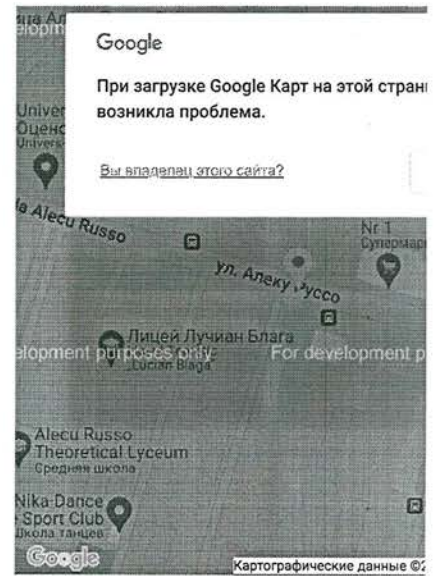 Google
При загрузке Google Карт на этой стран
возникла проблема.
Вы владелец этого сайта?
Alecu Russo
Nr 1
Супермар
ул. Алеку Руссо
Лицей Лучиан Блага
"Lucian Blaga"
elopment purposes only
For development p
Alecu Russo
Theoretical Lyceum
Средняя школа
Nika-Dance
Sport Club
Школа танцев
Google
Картографические данные ©2